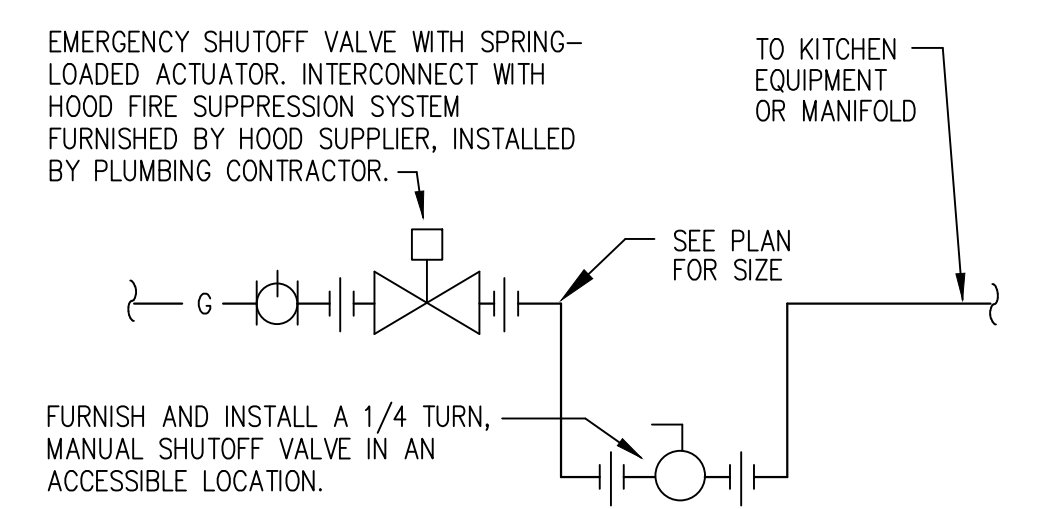 EMERGENCY SHUTOFF VALVE WITH SPRING-
LOADED ACTUATOR. INTERCONNECT WITH
HOOD FIRE SUPPRESSION SYSTEM
FURNISHED BY HOOD SUPPLIER, INSTALLED
BY PLUMBING CONTRACTOR.
TO KITCHEN
EQUIPMENT
OR MANIFOLD
SEE PLAN
FOR SIZE
G
FURNISH AND INSTALL A 1/4 TURN,
MANUAL SHUTOFF VALVE IN AN
ACCESSIBLE LOCATION.